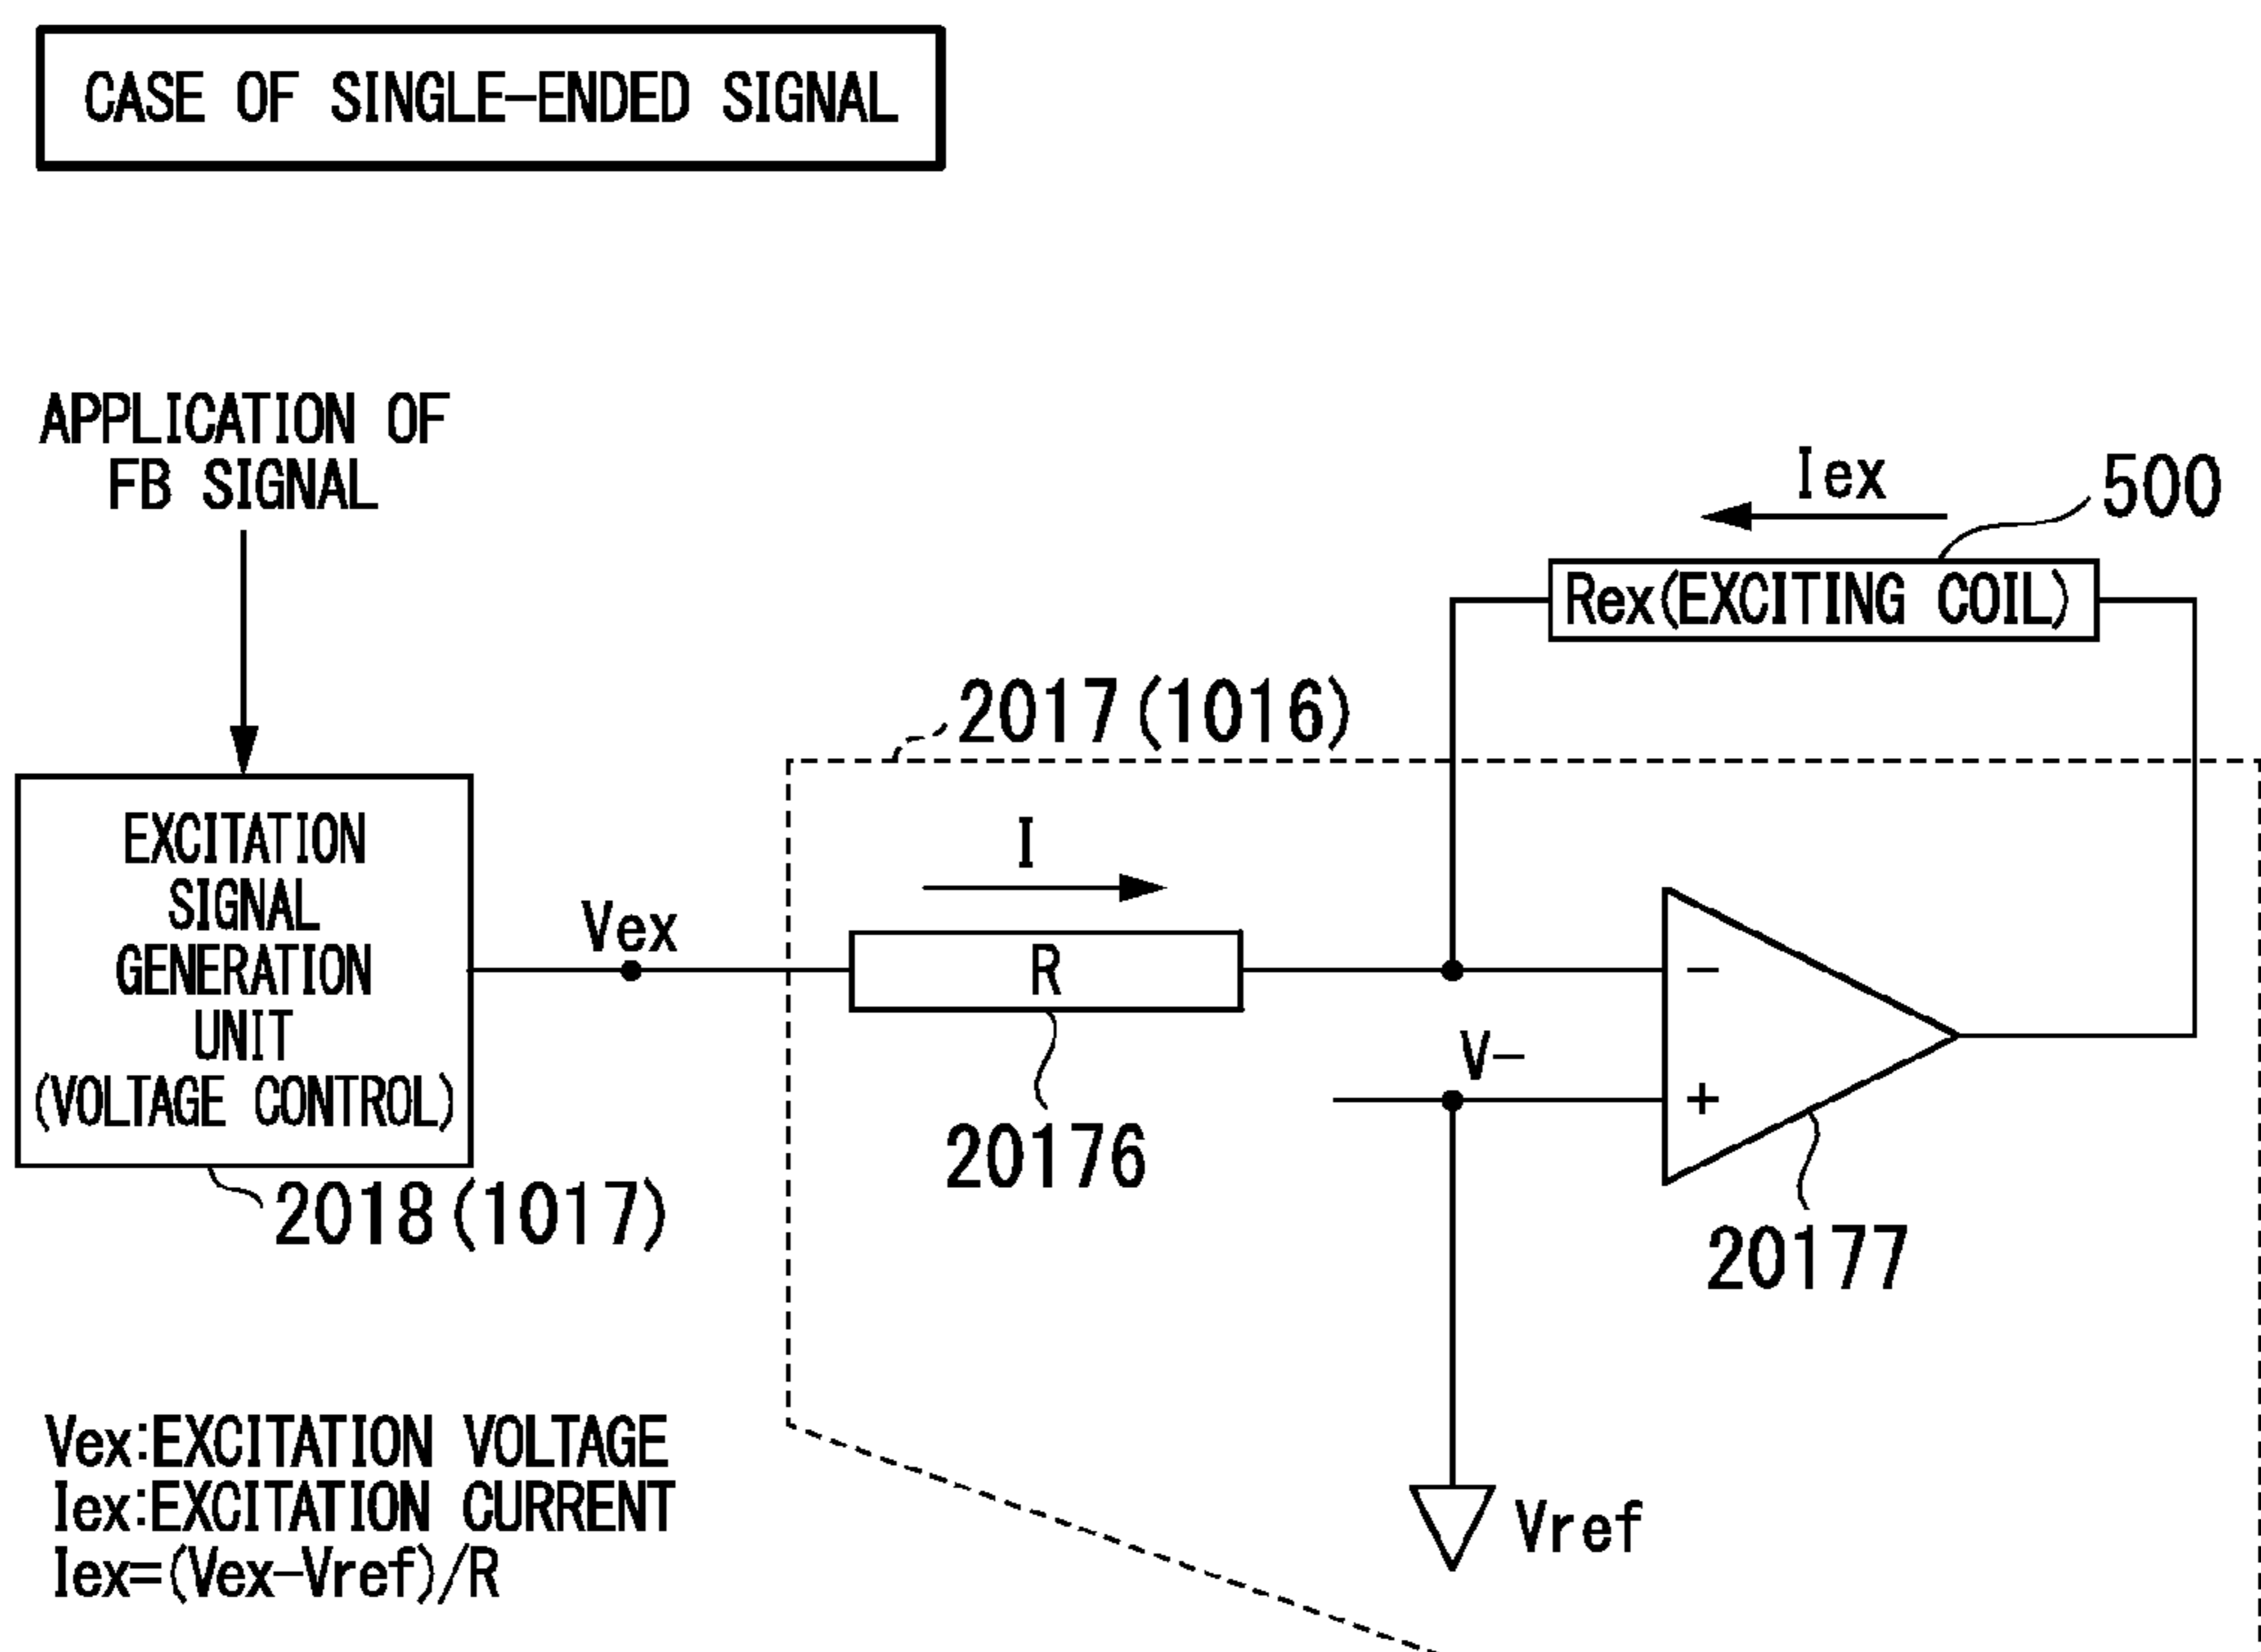 CASE OF SINGLE-ENDED SIGNAL
APPLICATION OF
FB SIGNAL
Iex
500
Rex(EXCITING COIL)
2017(1016)
EXCITATION
SIGNAL
GENERATION
UNIT
(VOLTAGE CONTROL)
Vex
I
R
−
V−
+
20176
20177
2018(1017)
Vref
Vex:EXCITATION VOLTAGE
Iex:EXCITATION CURRENT
Iex=(Vex−Vref)/R